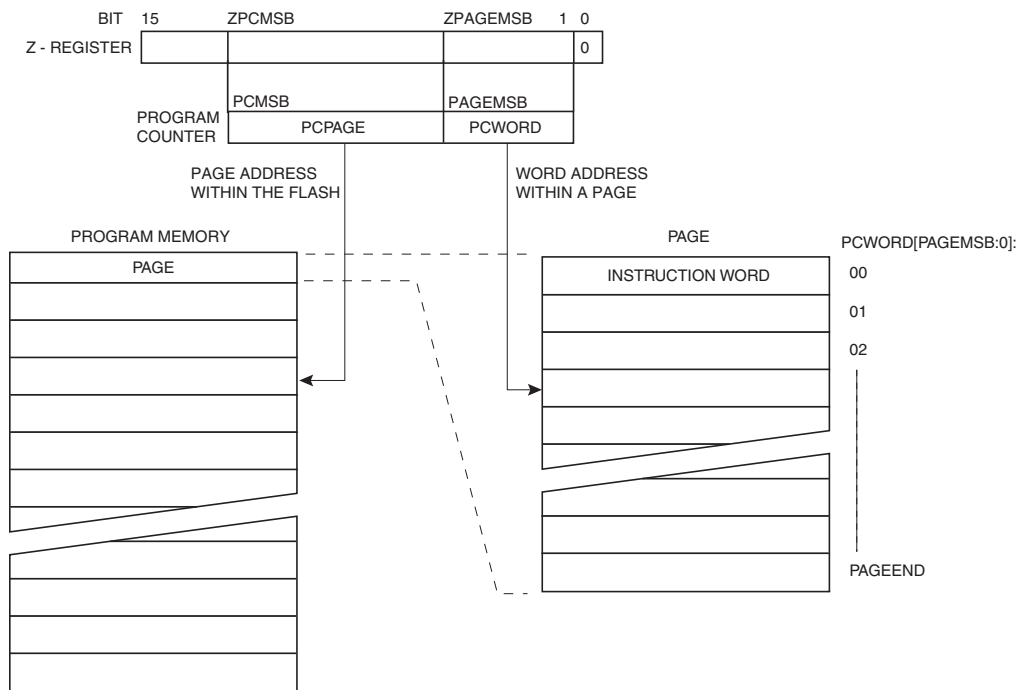 BIT 15 ZPCMSB ZPAGEMSB 1 0
Z - REGISTER 0
PCMSB PAGEMSB
PROGRAM
COUNTER
PCPAGE PCWORD
PAGE ADDRESS
WITHIN THE FLASH
WORD ADDRESS
WITHIN A PAGE
PROGRAM MEMORY
PAGE
PAGE
PCWORD[PAGEMSB:0]:
INSTRUCTION WORD 00
01
02
PAGEEND